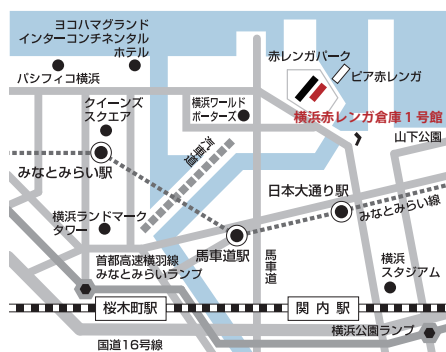 ヨコハマグランド
インターコンチネンタル
ホテル
パシフィコ横浜
赤レンガパーク
ピア赤レンガ
クイーンズ
スクエア
横浜ワールド
ポーターズ
横浜赤レンガ倉庫1号館
山下公園
汽車道
みなとみらい駅
日本大通り駅
みなとみらい線
横浜ランドマーク
タワー
馬車道駅
馬車道
首都高速横羽線
みなとみらいランプ
横浜
スタジアム
桜木町駅
関内駅
横浜公園ランプ
国道16号線